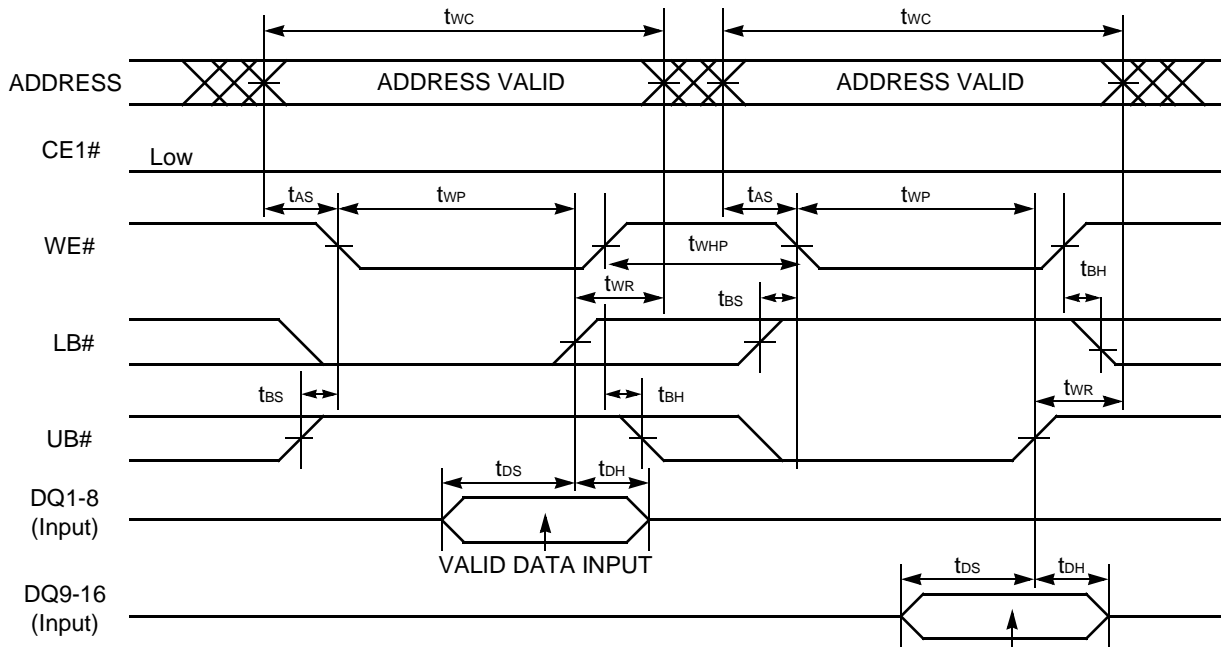 tWC tWC
ADDRESS ADDRESS VALID ADDRESS VALID
CE1# Low
tAS tWP tAS tWP
WE#
tWHP
tBH
tWR tBS
LB#
tBS tBH tWR
UB#
tDS tDH
DQ1-8
(Input)
VALID DATA INPUT
tDS tDH
DQ9-16
(Input)